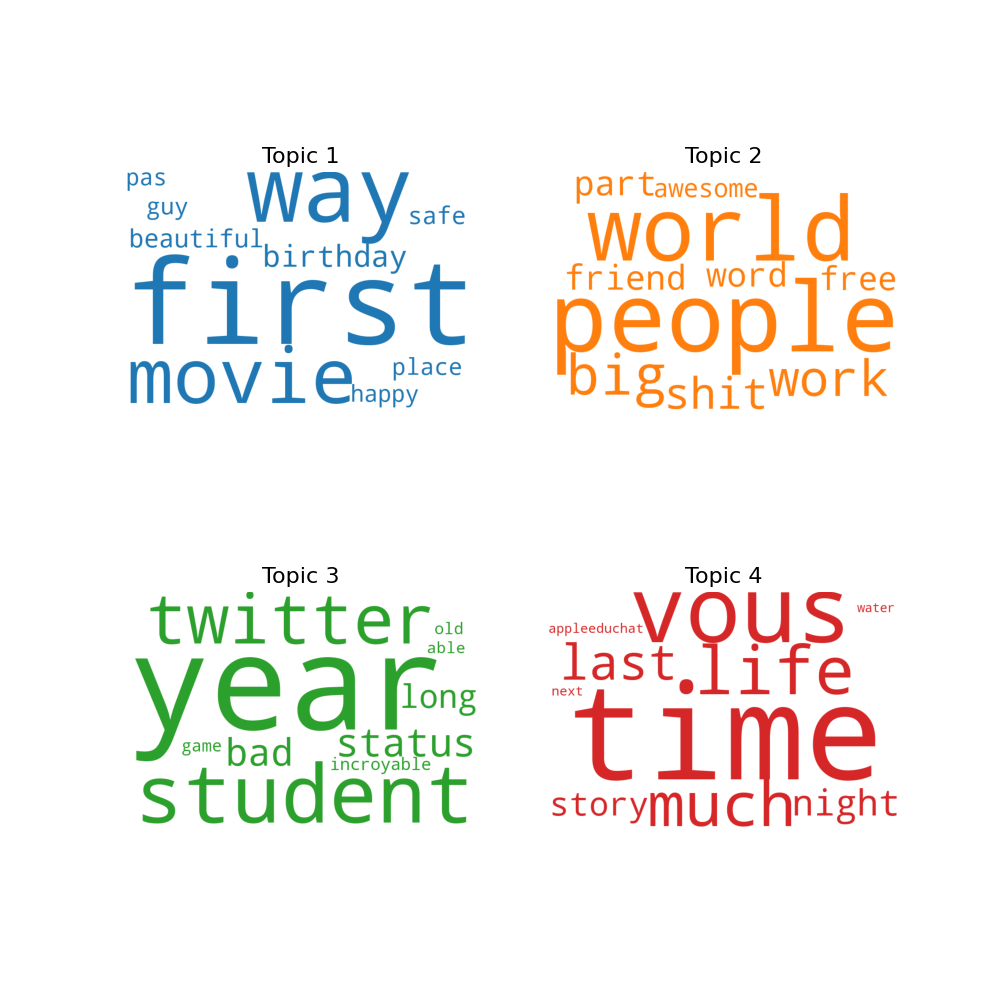 Topic 1
pas
way
guy
safe
beautiful
birthday
first
movie
place
happy
Topic 2
part
awesome
world
friend
word
free
people
big
shit
work
Topic 3
twitter
old
able
year
long
status
game
bad
incroyable
student
Topic 4
vous
water
appleeduchat
last
life
next
time
story
much
night